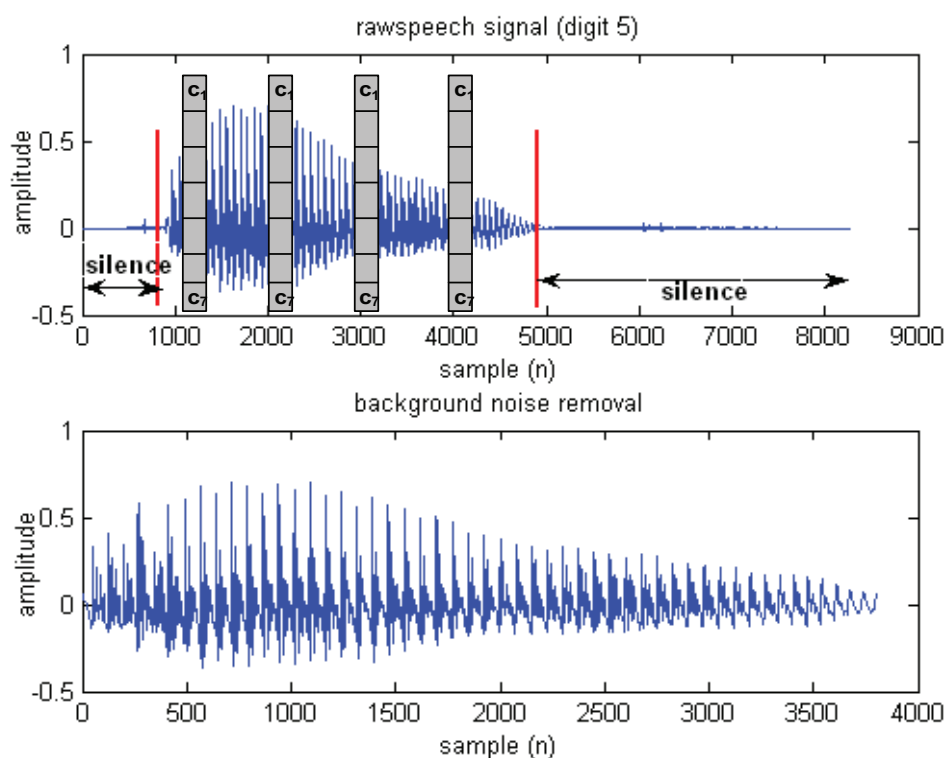 rawspeech signal (digit 5)
1
0.5
0
-0.5
amplitude
C₁ C₁ C₁ C₁
C₇ C₇ C₇ C₇
silence
silence
0 1000 2000 3000 4000 5000 6000 7000 8000 9000
sample (n)
background noise removal
1
0.5
0
-0.5
amplitude
0 500 1000 1500 2000 2500 3000 3500 4000
sample (n)